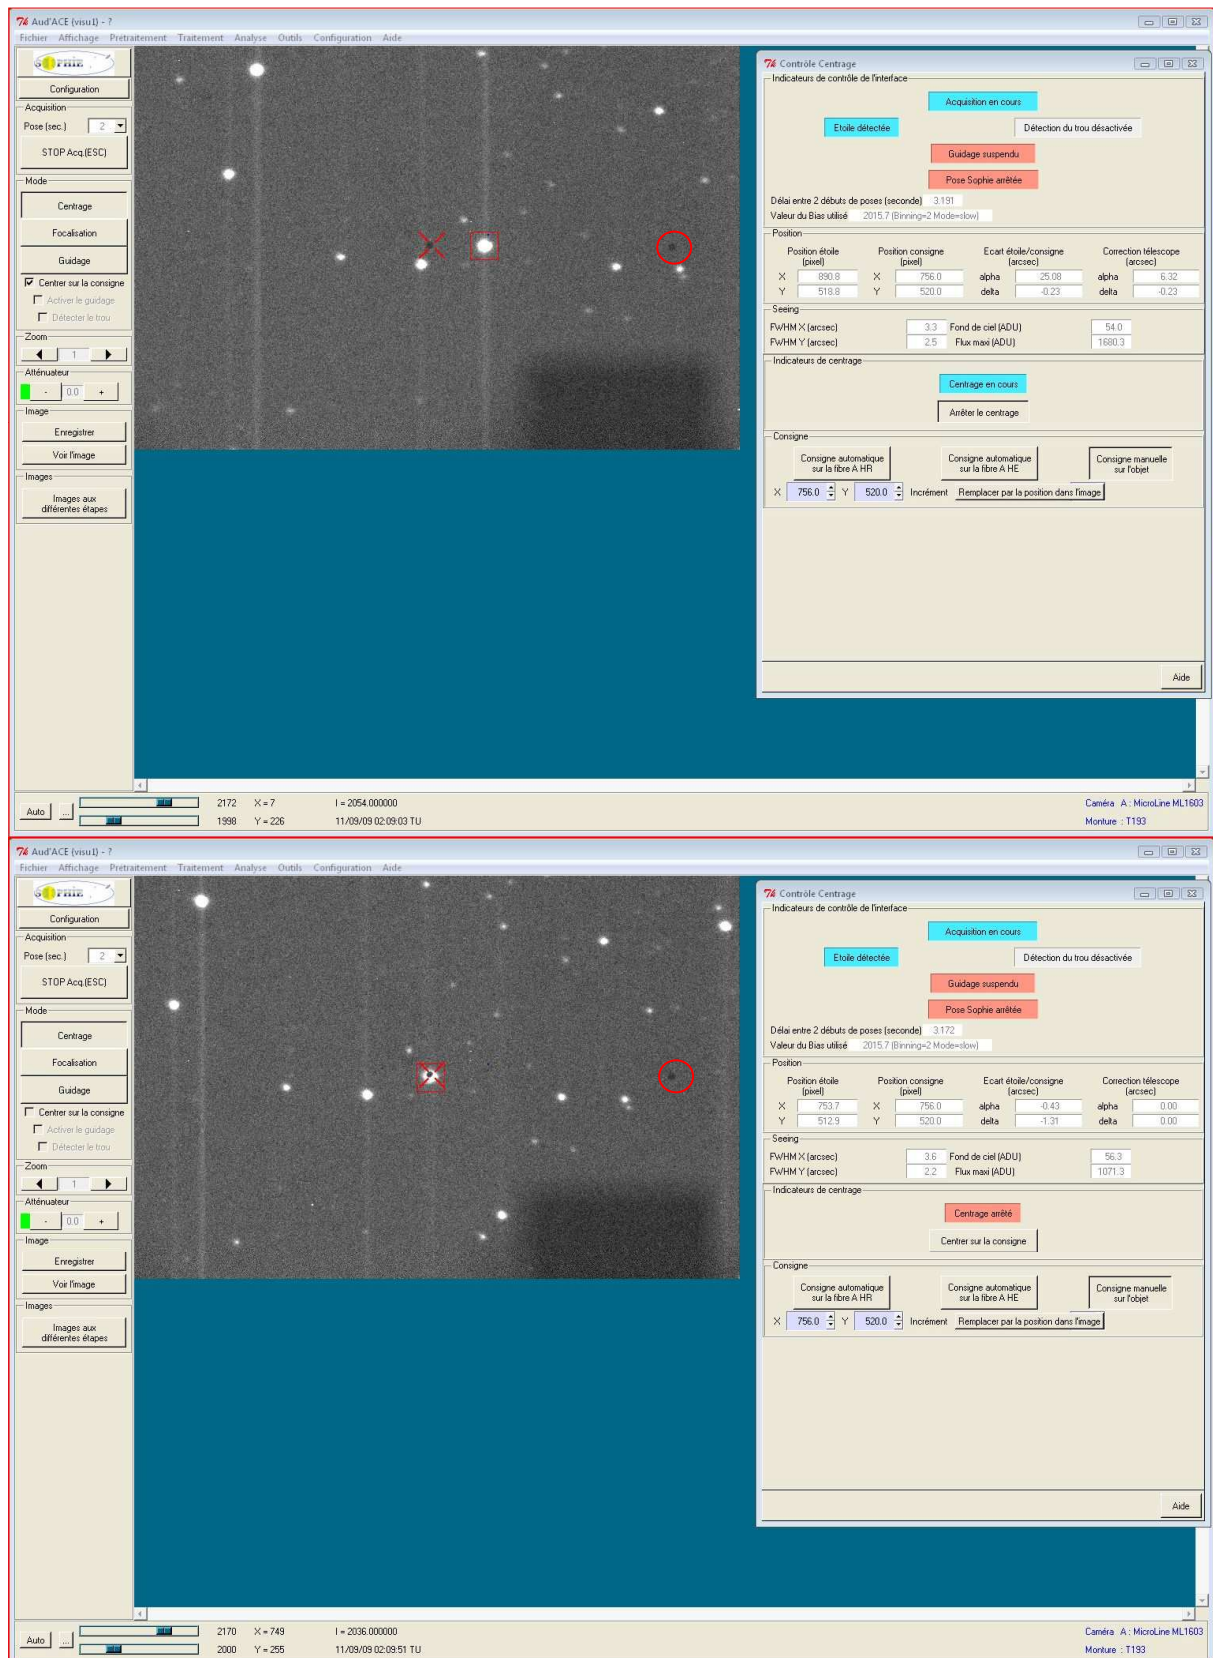 Aud'ACE (visu1) - ?
Fichier Affichage Prétraitement Traitement Analyse Outils Configuration Aide
SOPHIE
Configuration
Acquisition
Pose (sec.) 2
STOP Acq.(ESC)
Mode
Centrage
Focalisation
Guidage
Centrer sur la consigne
Activer le guidage
Détecter le trou
Zoom
1
Atténuateur
- 0.0 +
Image
Enregistrer
Voir l'image
Images
Images aux
différentes étapes
Contrôle Centrage
Indicateurs de contrôle de l'interface
Acquisition en cours
Etoile détectée Détection du trou désactivée
Guidage suspendu
Pose Sophie arrêtée
Délai entre 2 débuts de poses (seconde) 3.191
Valeur du Bias utilisé 2015.7 (Binning=2 Mode=slow)
Position
Position étoile Position consigne Ecart étoile/consigne Correction télescope
(pixel) (pixel) (arcsec) (arcsec)
X 890.8 X 756.0 alpha 25.08 alpha 6.32
Y 518.8 Y 520.0 delta -0.23 delta -0.23
Seeing
FWHM X (arcsec) 3.3 Fond de ciel (ADU) 54.0
FWHM Y (arcsec) 2.5 Flux maxi (ADU) 1680.3
Indicateurs de centrage
Centrage en cours
Arrêter le centrage
Consigne
Consigne automatique Consigne automatique Consigne manuelle
sur la fibre A HR sur la fibre A HE sur l'objet
X 756.0 Y 520.0 Incrément Remplacer par la position dans l'image
Aide
Auto ... 2172 X = 7 I = 2054.000000 Caméra A : MicroLine ML1603
1998 Y = 226 11/09/09 02:09:03 TU Monture : T193
Aud'ACE (visu1) - ?
Fichier Affichage Prétraitement Traitement Analyse Outils Configuration Aide
SOPHIE
Configuration
Acquisition
Pose (sec.) 2
STOP Acq.(ESC)
Mode
Centrage
Focalisation
Guidage
Centrer sur la consigne
Activer le guidage
Détecter le trou
Zoom
1
Atténuateur
- 0.0 +
Image
Enregistrer
Voir l'image
Images
Images aux
différentes étapes
Contrôle Centrage
Indicateurs de contrôle de l'interface
Acquisition en cours
Etoile détectée Détection du trou désactivée
Guidage suspendu
Pose Sophie arrêtée
Délai entre 2 débuts de poses (seconde) 3.172
Valeur du Bias utilisé 2015.7 (Binning=2 Mode=slow)
Position
Position étoile Position consigne Ecart étoile/consigne Correction télescope
(pixel) (pixel) (arcsec) (arcsec)
X 753.7 X 756.0 alpha -0.43 alpha 0.00
Y 512.9 Y 520.0 delta -1.31 delta 0.00
Seeing
FWHM X (arcsec) 3.6 Fond de ciel (ADU) 56.3
FWHM Y (arcsec) 2.2 Flux maxi (ADU) 1071.3
Indicateurs de centrage
Centrage arrêté
Centrer sur la consigne
Consigne
Consigne automatique Consigne automatique Consigne manuelle
sur la fibre A HR sur la fibre A HE sur l'objet
X 756.0 Y 520.0 Incrément Remplacer par la position dans l'image
Aide
Auto ... 2170 X = 749 I = 2036.000000 Caméra A : MicroLine ML1603
2000 Y = 255 11/09/09 02:09:51 TU Monture : T193